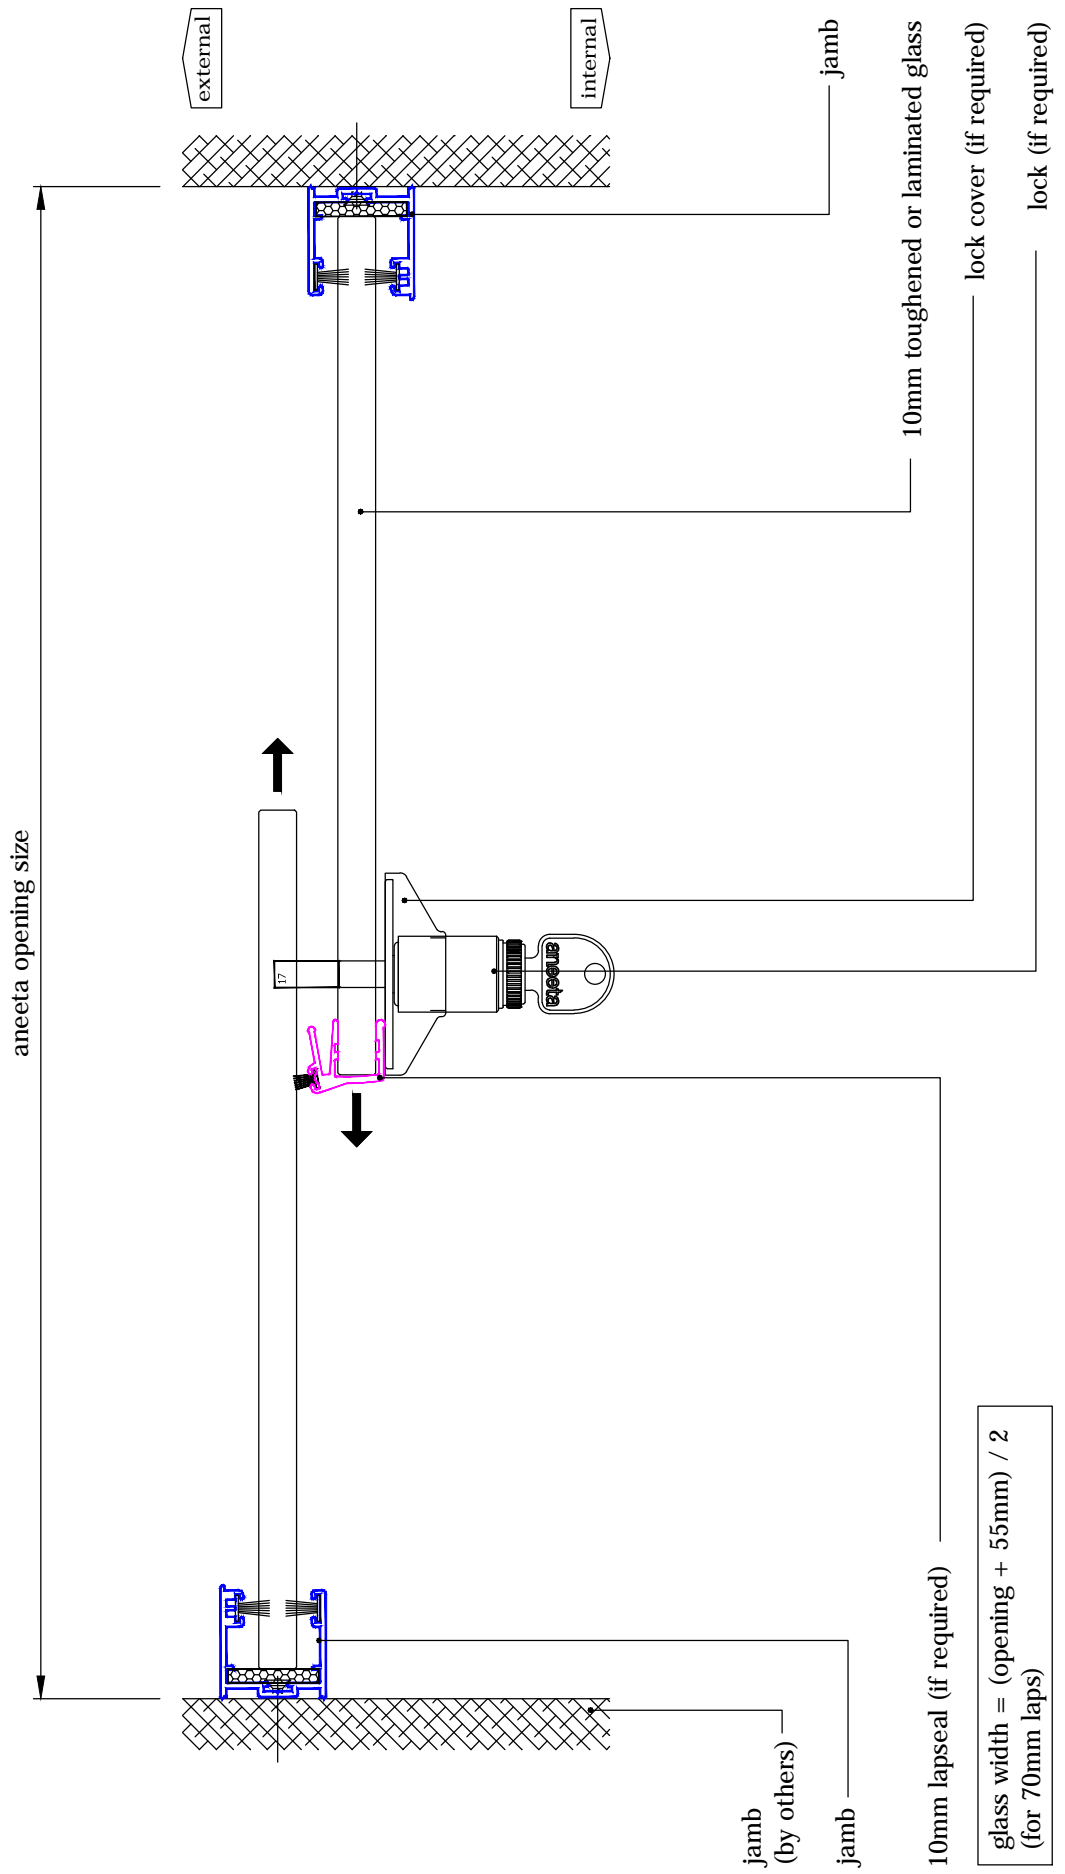 aneeta opening size
external
internal
jamb
10mm toughened or laminated glass
lock cover (if required)
lock (if required)
17
aneeta
jamb
(by others)
jamb
10mm lapseal (if required)
glass width = (opening + 55mm) / 2
(for 70mm laps)